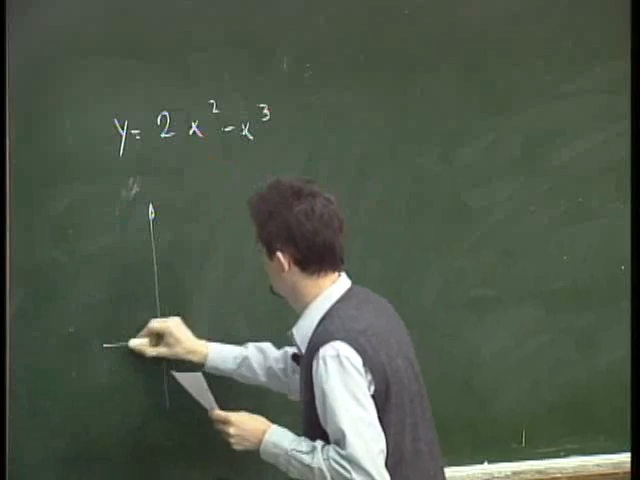 y = 2x² - x³